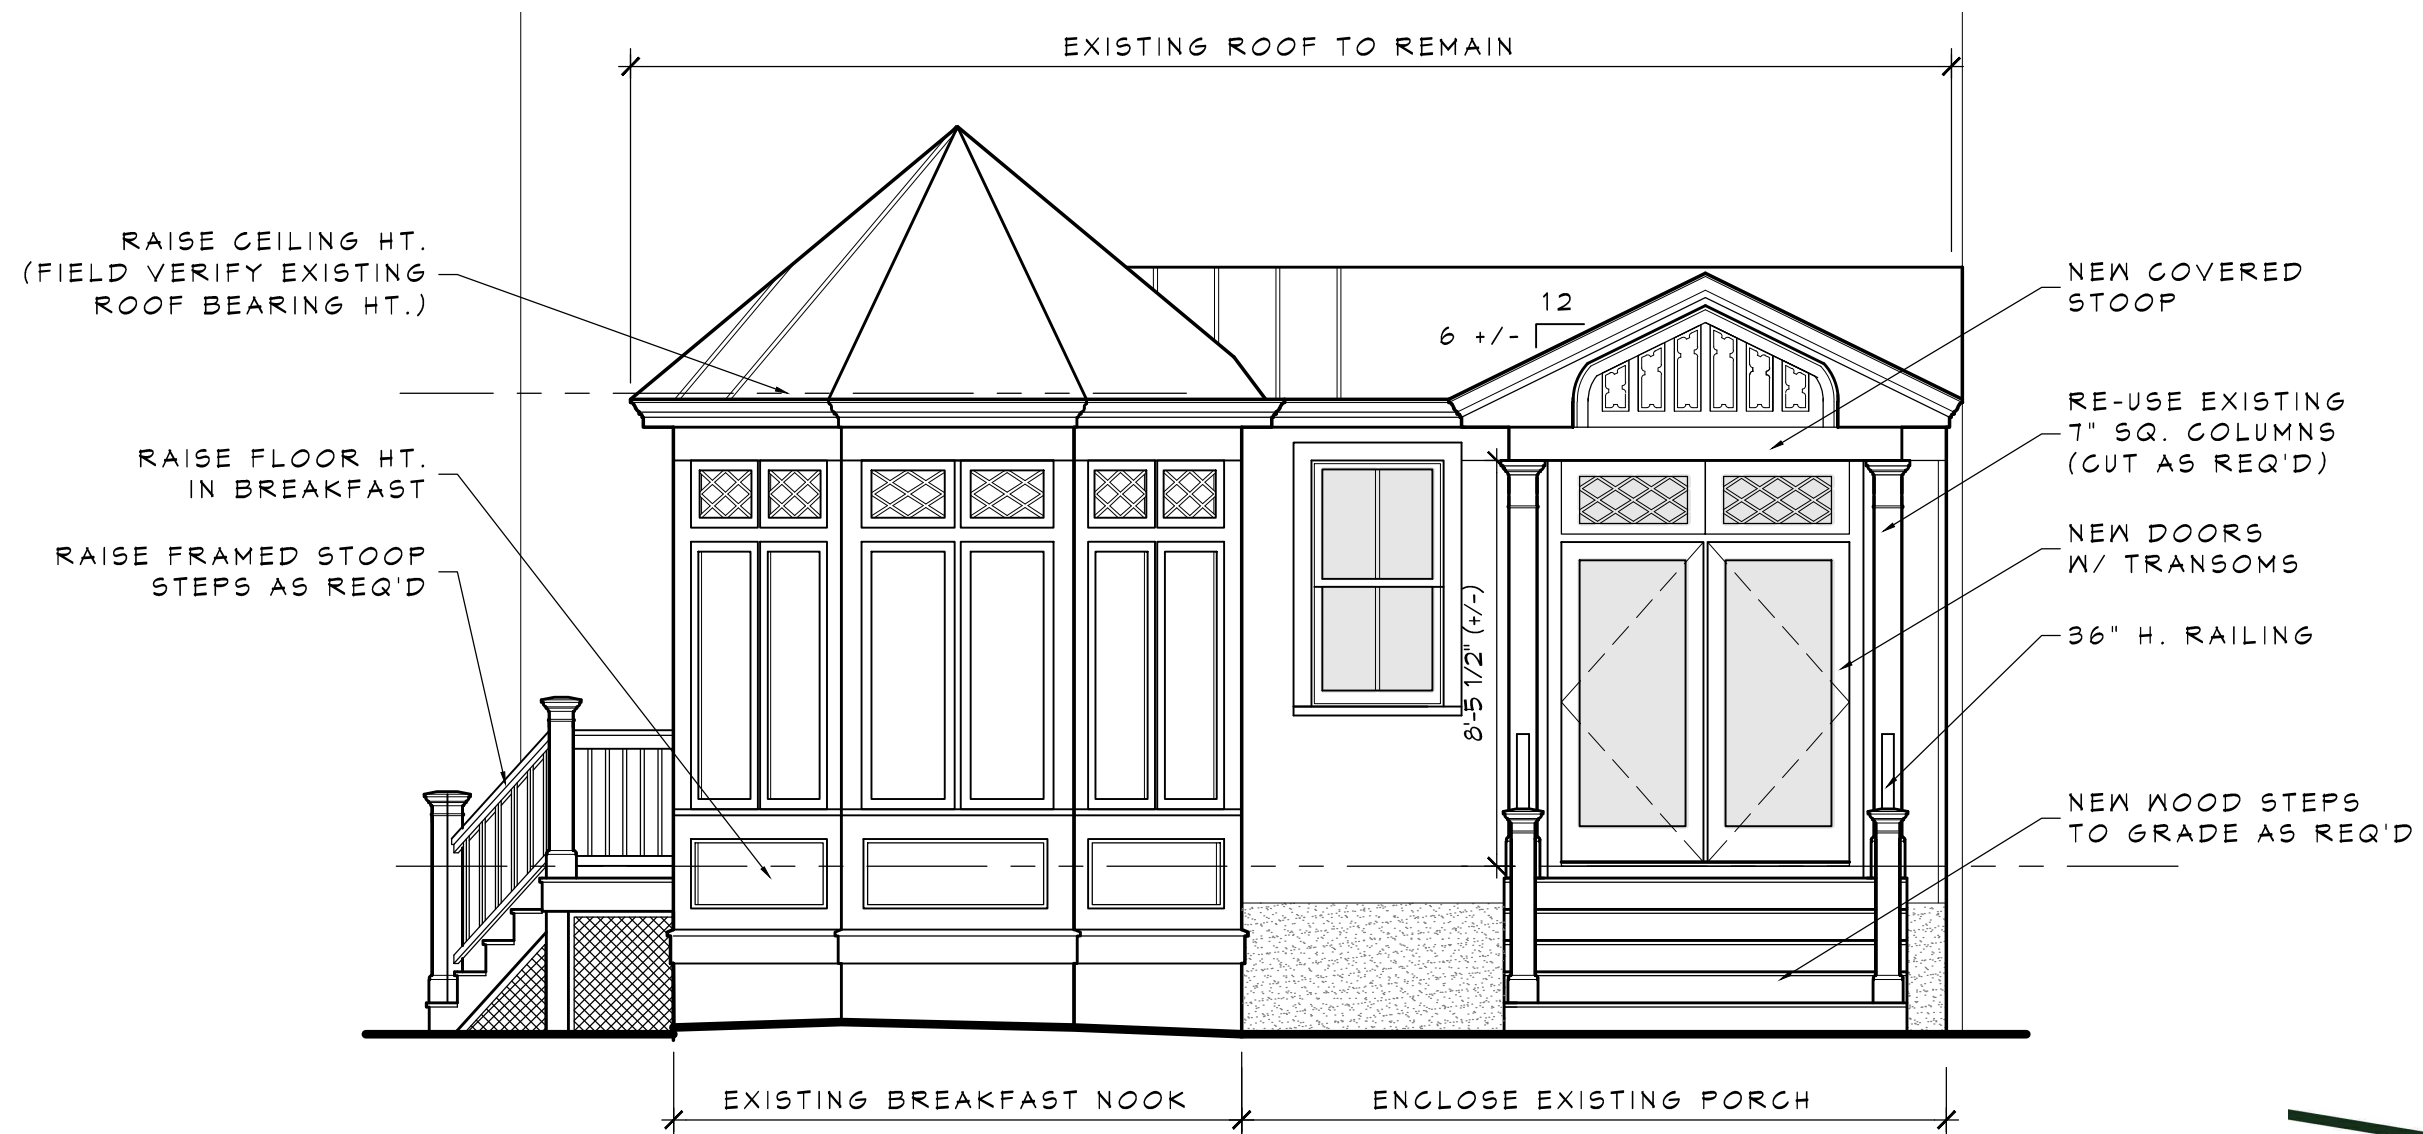 EXISTING ROOF TO REMAIN
RAISE CEILING HT.
(FIELD VERIFY EXISTING
ROOF BEARING HT.)
RAISE FLOOR HT.
IN BREAKFAST
RAISE FRAMED STOOP
STEPS AS REQ'D
12
6 +/-
8'-5 1/2" (+/-)
NEW COVERED
STOOP
RE-USE EXISTING
7" SQ. COLUMNS
(CUT AS REQ'D)
NEW DOORS
W/ TRANSOMS
36" H. RAILING
NEW WOOD STEPS
TO GRADE AS REQ'D
EXISTING BREAKFAST NOOK
ENCLOSE EXISTING PORCH